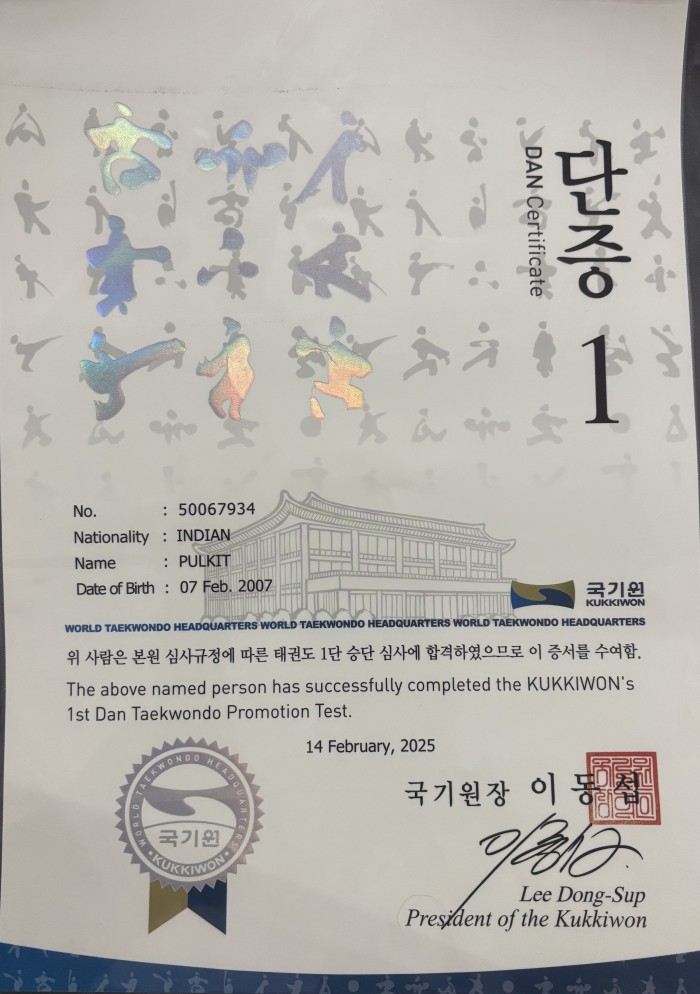 단증
DAN Certificate
1
No. : 50067934
Nationality : INDIAN
Name : PULKIT
Date of Birth : 07 Feb. 2007
국기원
KUKKIWON
WORLD TAEKWONDO HEADQUARTERS WORLD TAEKWONDO HEADQUARTERS WORLD TAEKWONDO HEADQUARTERS
위 사람은 본원 심사규정에 따른 태권도 1단 승단 심사에 합격하였으므로 이 증서를 수여함.
The above named person has successfully completed the KUKKIWON's
1st Dan Taekwondo Promotion Test.
14 February, 2025
WORLD TAEKWONDO HEADQUARTERS
국기원
KUKKIWON
국기원장 이동섭
Lee Dong-Sup
President of the Kukkiwon